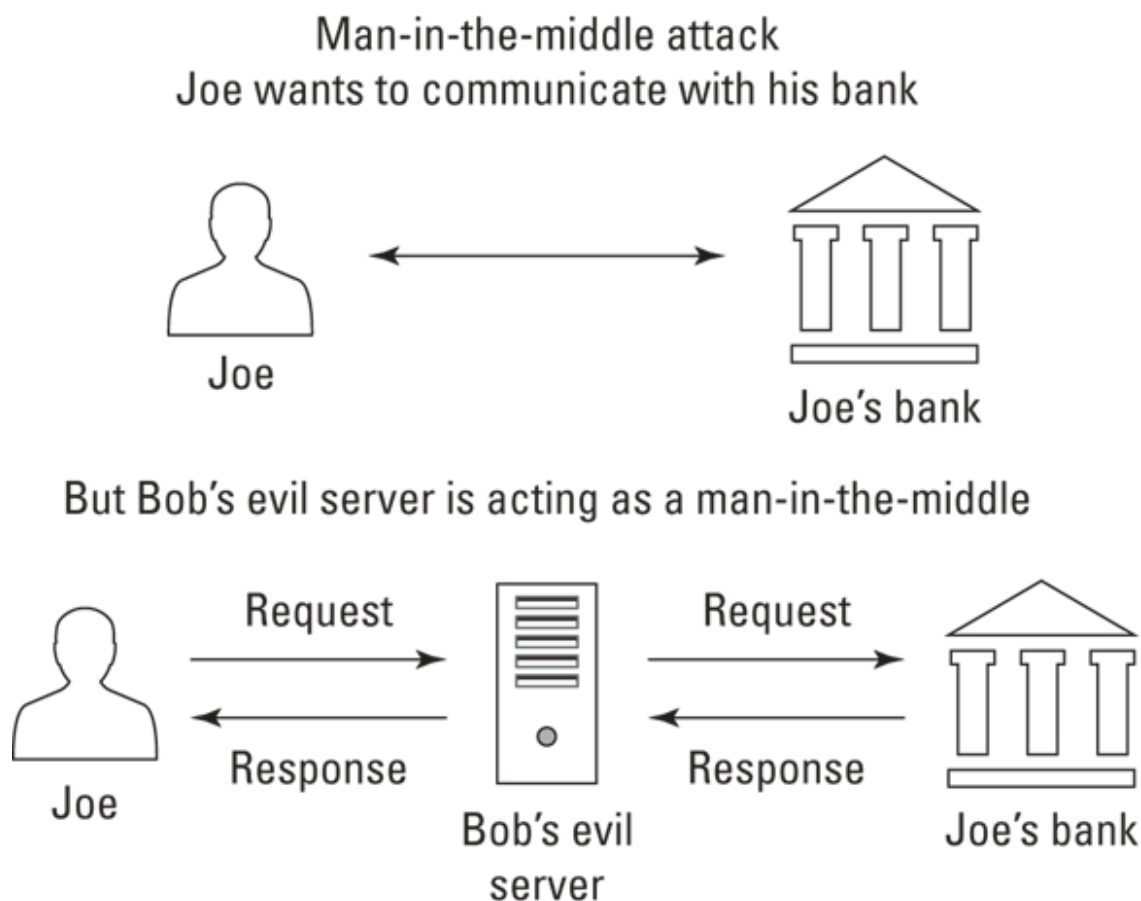 Man-in-the-middle attack
Joe wants to communicate with his bank
Joe
Joe's bank
But Bob's evil server is acting as a man-in-the-middle
Request
Request
Response
Response
Joe
Bob's evil
server
Joe's bank